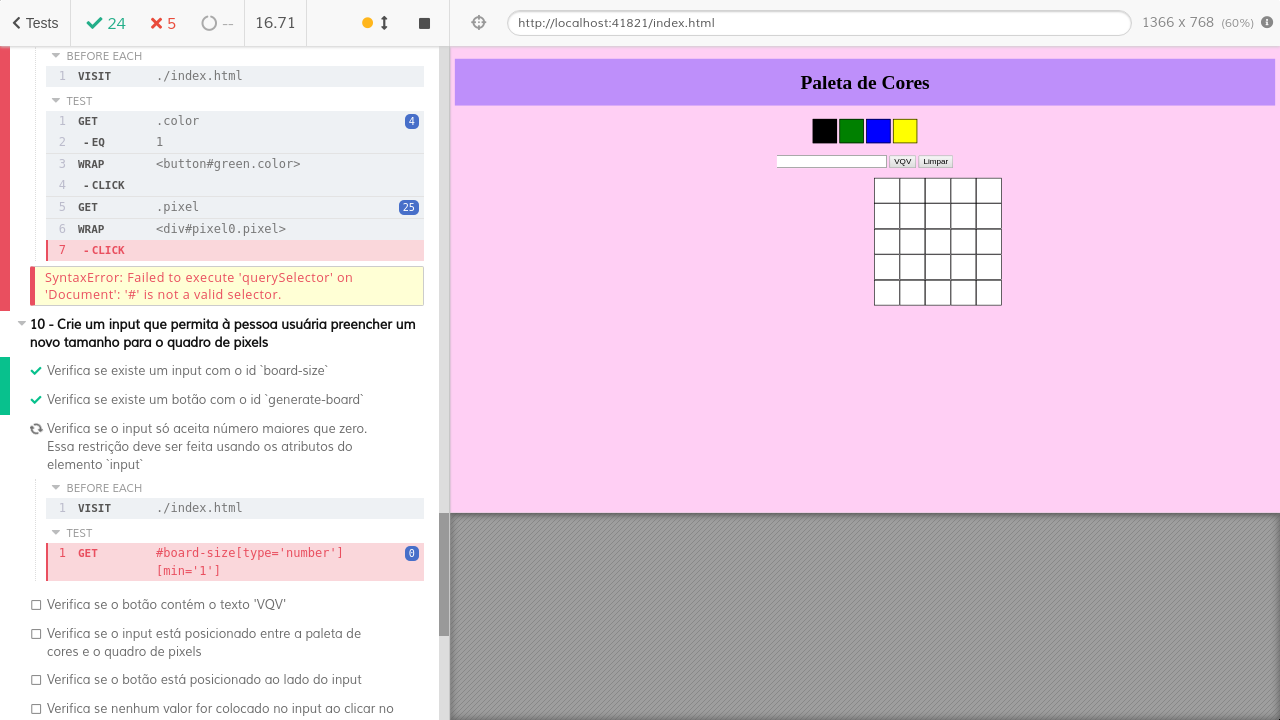 Tests 24 5 -- 16.71
http://localhost:41821/index.html 1366 x 768 (60%)
BEFORE EACH
1 VISIT ./index.html
TEST
1 GET .color 4
2 - EQ 1
3 WRAP <button#green.color>
4 - CLICK
5 GET .pixel 25
6 WRAP <div#pixel0.pixel>
7 - CLICK
SyntaxError: Failed to execute 'querySelector' on
'Document': '#' is not a valid selector.
10 - Crie um input que permita à pessoa usuária preencher um
novo tamanho para o quadro de pixels
Verifica se existe um input com o id `board-size`
Verifica se existe um botão com o id `generate-board`
Verifica se o input só aceita número maiores que zero.
Essa restrição deve ser feita usando os atributos do
elemento `input`
BEFORE EACH
1 VISIT ./index.html
TEST
1 GET #board-size[type='number'] 0
[min='1']
Verifica se o botão contém o texto 'VQV'
Verifica se o input está posicionado entre a paleta de
cores e o quadro de pixels
Verifica se o botão está posicionado ao lado do input
Verifica se nenhum valor for colocado no input ao clicar no
Paleta de Cores
VQV Limpar